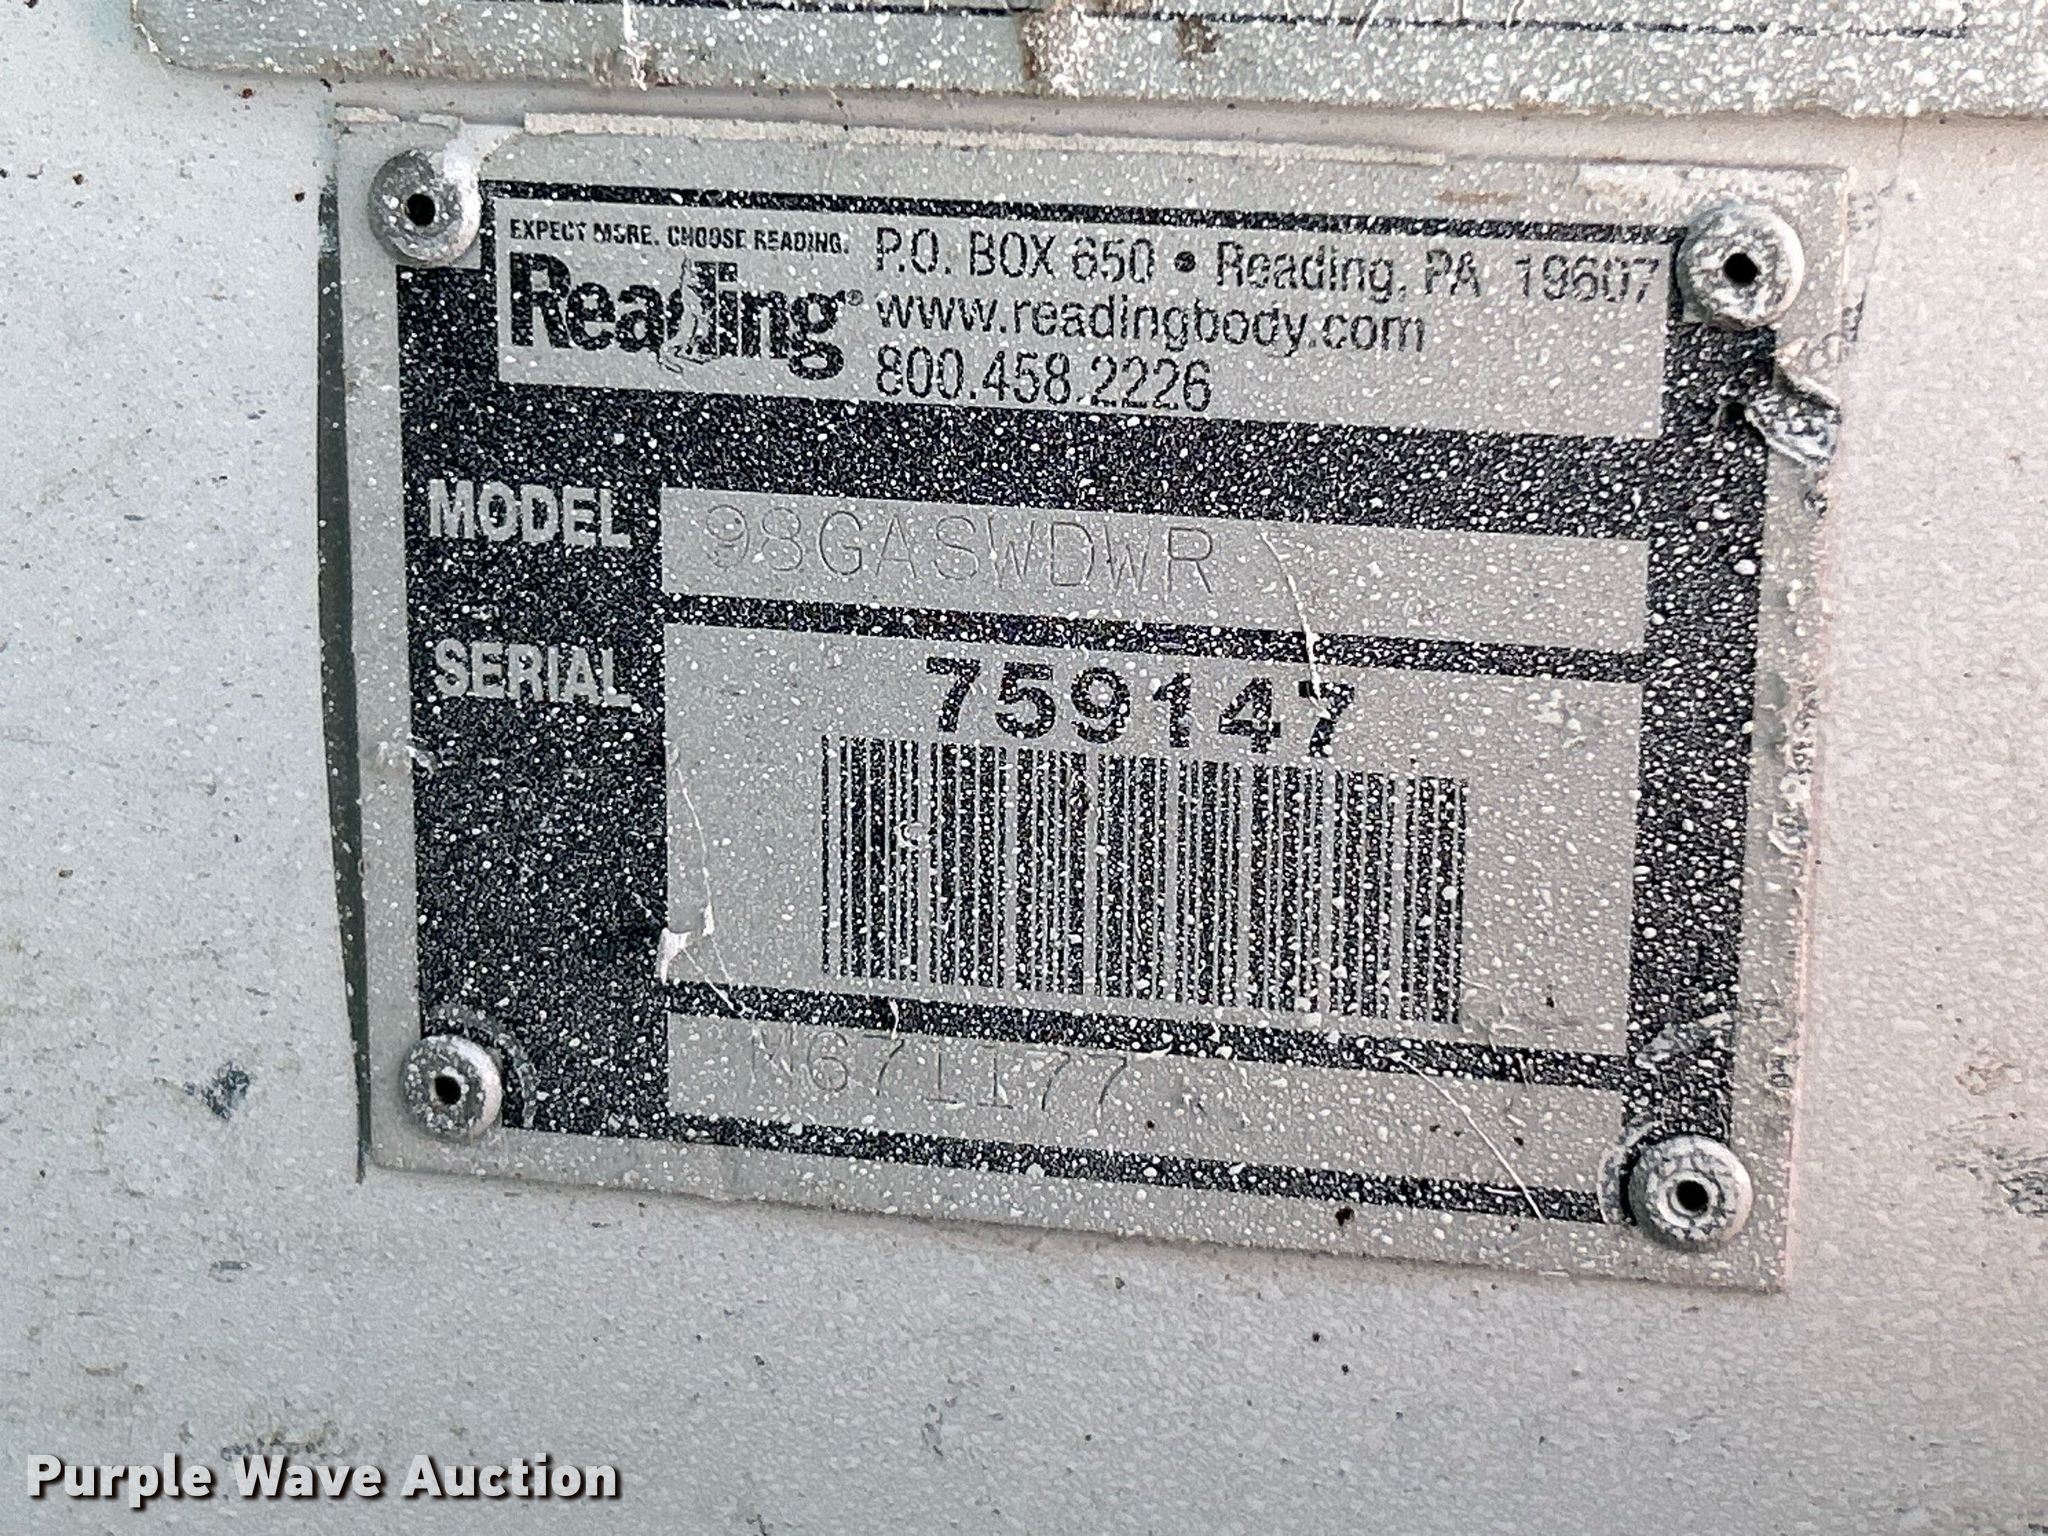 EXPECT MORE. CHOOSE READING.
Reading®
P.O. BOX 650 • Reading, PA 19607
www.readingbody.com
800.458.2226
MODEL 98GASWDWR
SERIAL 759147
M671177
Purple Wave Auction